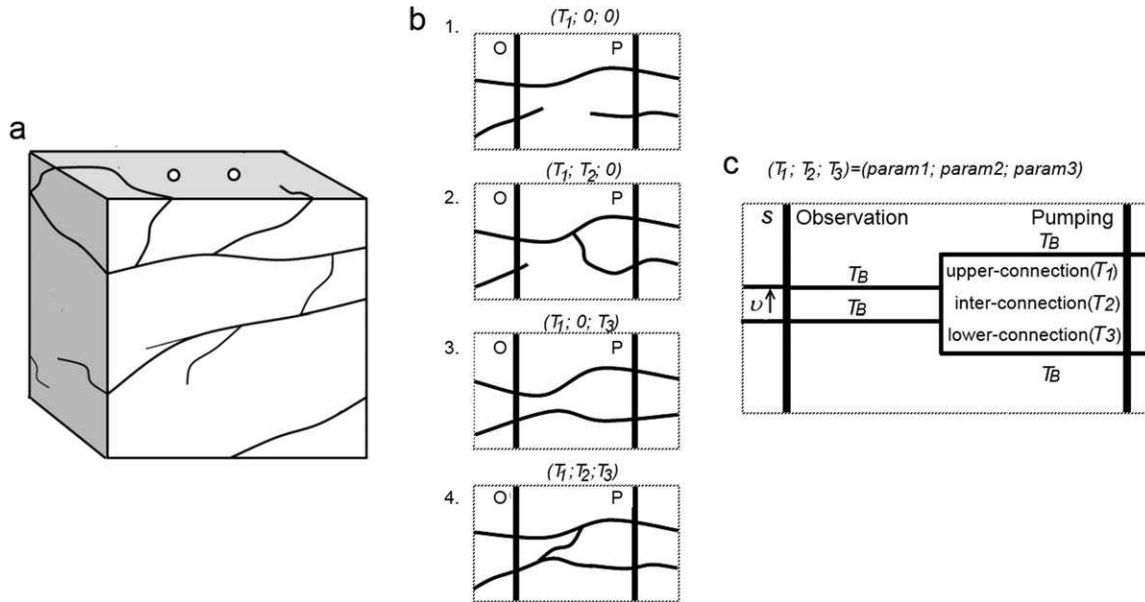 a
b
1.
(T1; 0; 0)
O P
2.
(T1; T2; 0)
O P
3.
(T1; 0; T3)
O P
4.
(T1;T2;T3)
O P
c
(T1; T2; T3)=(param1; param2; param3)
s Observation Pumping
TB
TB upper-connection(T1)
υ TB inter-connection(T2)
lower-connection(T3)
TB